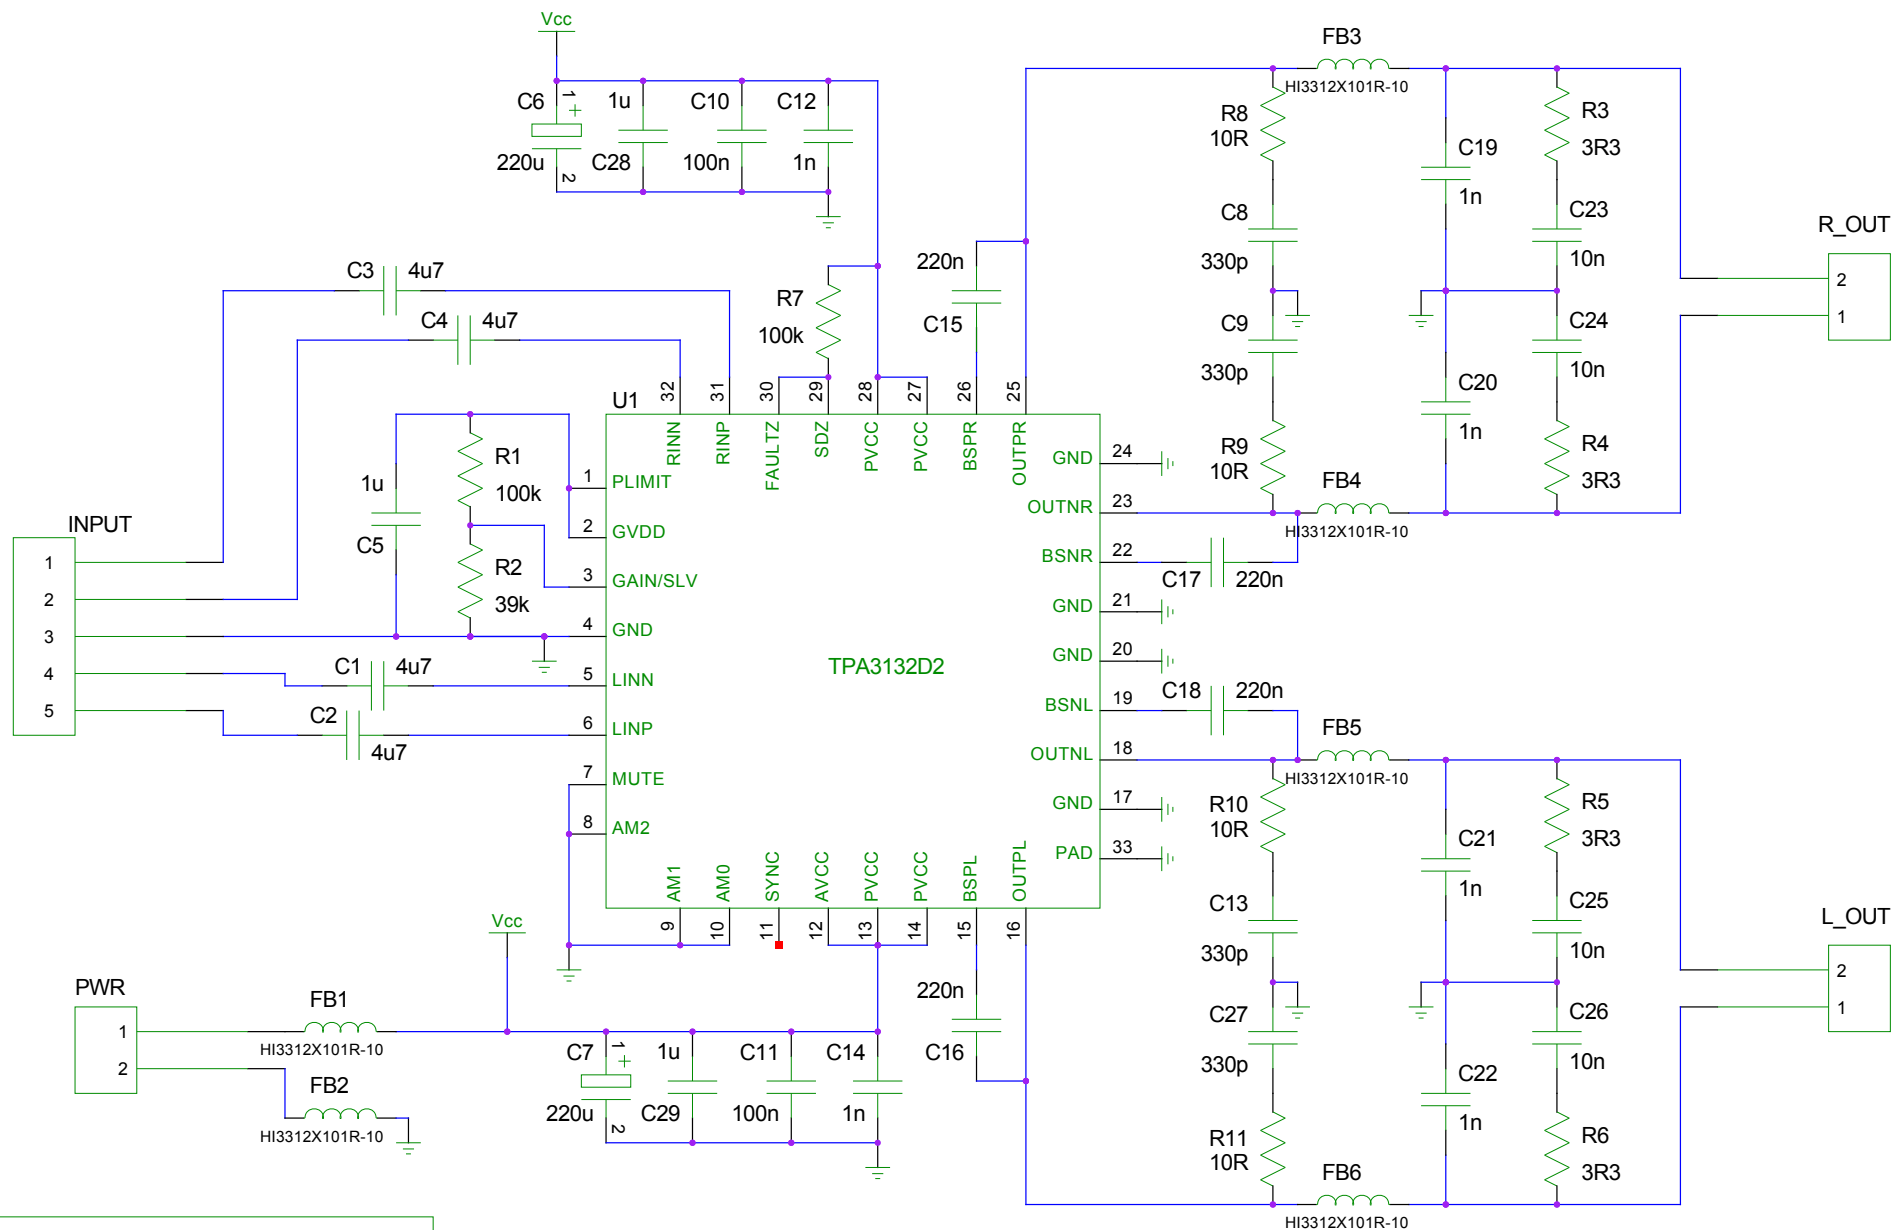 Vcc
C6
1
+
220u
2
1u
C28
C10
100n
C12
1n
FB3
HI3312X101R-10
R8
10R
C19
1n
R3
3R3
C8
330p
C23
10n
R_OUT
2
1
C3
4u7
C4
4u7
R7
100k
220n
C15
C9
330p
C24
10n
C20
1n
R9
10R
R4
3R3
FB4
HI3312X101R-10
U1
32
31
30
29
28
27
26
25
RINN
RINP
FAULTZ
SDZ
PVCC
PVCC
BSPR
OUTPR
R1
100k
1u
C5
R2
39k
1
PLIMIT
2
GVDD
3
GAIN/SLV
4
GND
5
LINN
6
LINP
7
MUTE
8
AM2
GND
24
OUTNR
23
BSNR
22
C17
220n
GND
21
GND
20
BSNL
19
C18
220n
OUTNL
18
GND
17
PAD
33
TPA3132D2
INPUT
1
2
3
4
5
C1
4u7
C2
4u7
AM1
AM0
SYNC
AVCC
PVCC
PVCC
BSPL
OUTPL
9
10
11
12
13
14
15
16
FB5
HI3312X101R-10
R10
10R
C21
1n
R5
3R3
C13
330p
C25
10n
L_OUT
2
1
Vcc
PWR
1
2
FB1
HI3312X101R-10
FB2
HI3312X101R-10
C7
1
+
220u
2
1u
C29
C11
100n
C14
1n
220n
C16
C27
330p
C26
10n
C22
1n
R11
10R
R6
3R3
FB6
HI3312X101R-10